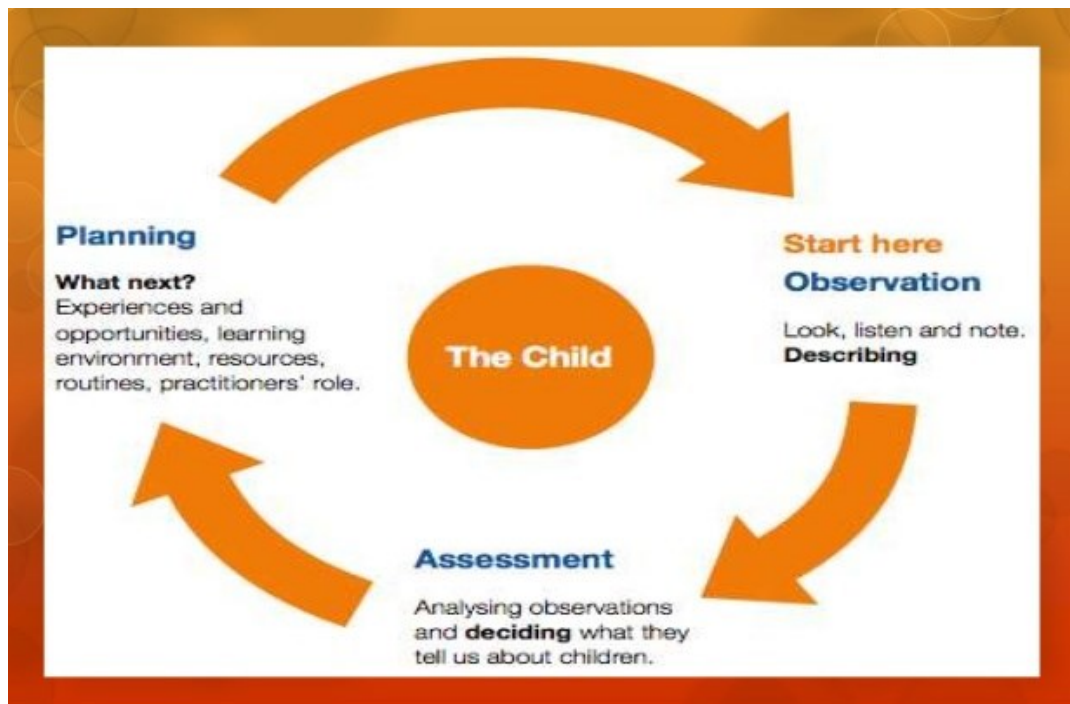 Planning
What next?
Experiences and
opportunities, learning
environment, resources,
routines, practitioners' role.
The Child
Start here
Observation
Look, listen and note.
Describing
Assessment
Analysing observations
and deciding what they
tell us about children.